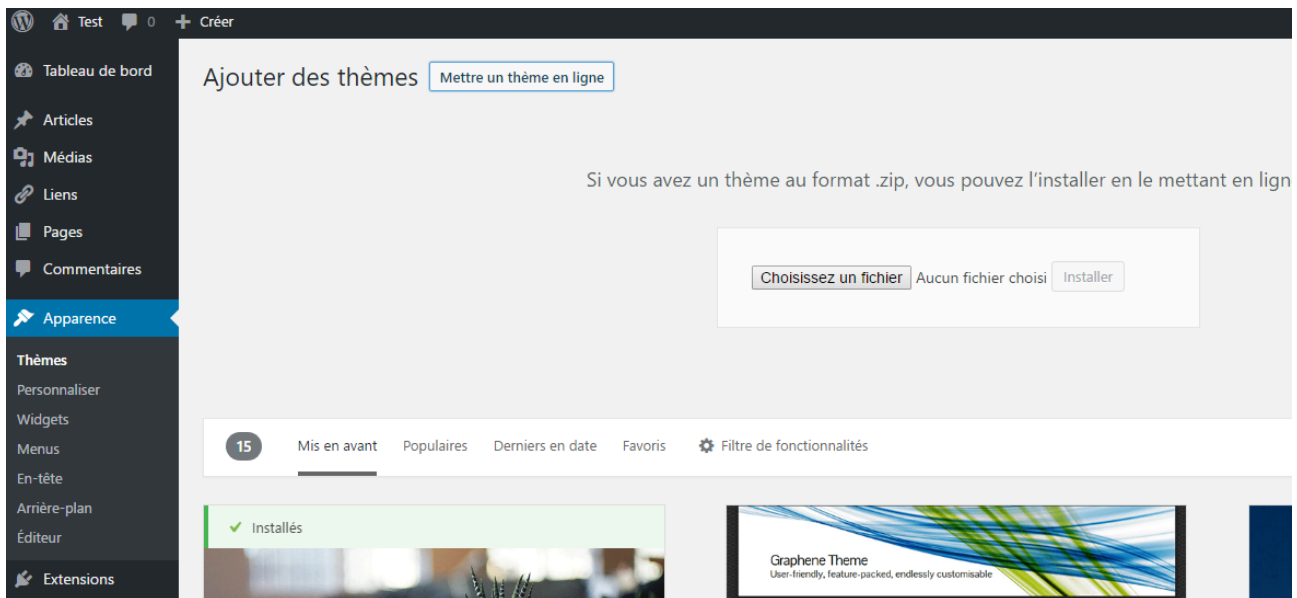 Test 0 Créer
Tableau de bord
Articles
Médias
Liens
Pages
Commentaires
Apparence
Thèmes
Personnaliser
Widgets
Menus
En-tête
Arrière-plan
Éditeur
Extensions
Ajouter des thèmes Mettre un thème en ligne
Si vous avez un thème au format .zip, vous pouvez l’installer en le mettant en lign
Choisissez un fichier Aucun fichier choisi Installer
15 Mis en avant Populaires Derniers en date Favoris Filtre de fonctionnalités
Installés
Graphene Theme
User-friendly, feature-packed, endlessly customisable